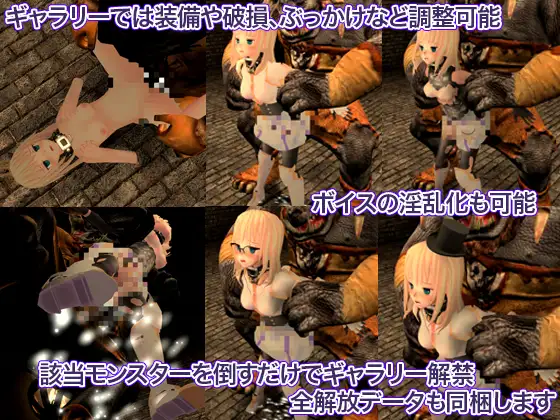 ギャラリーでは装備や破損、ぶっかけなど調整可能
ボイスの淫乱化も可能
該当モンスターを倒すだけでギャラリー解禁
全解放データも同梱します